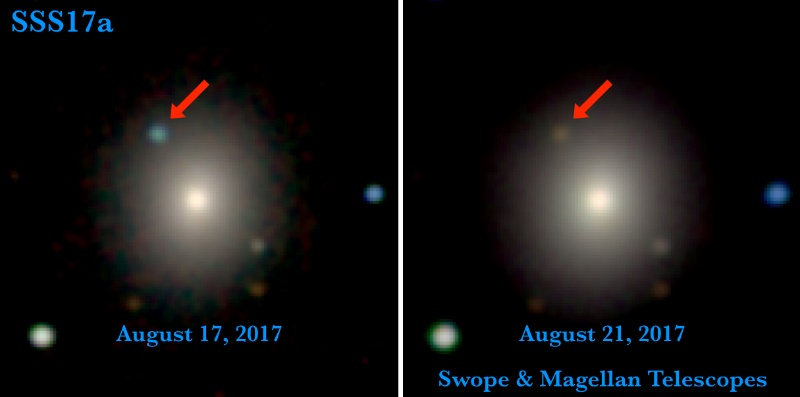 SSS17a
August 17, 2017
August 21, 2017
Swope & Magellan Telescopes